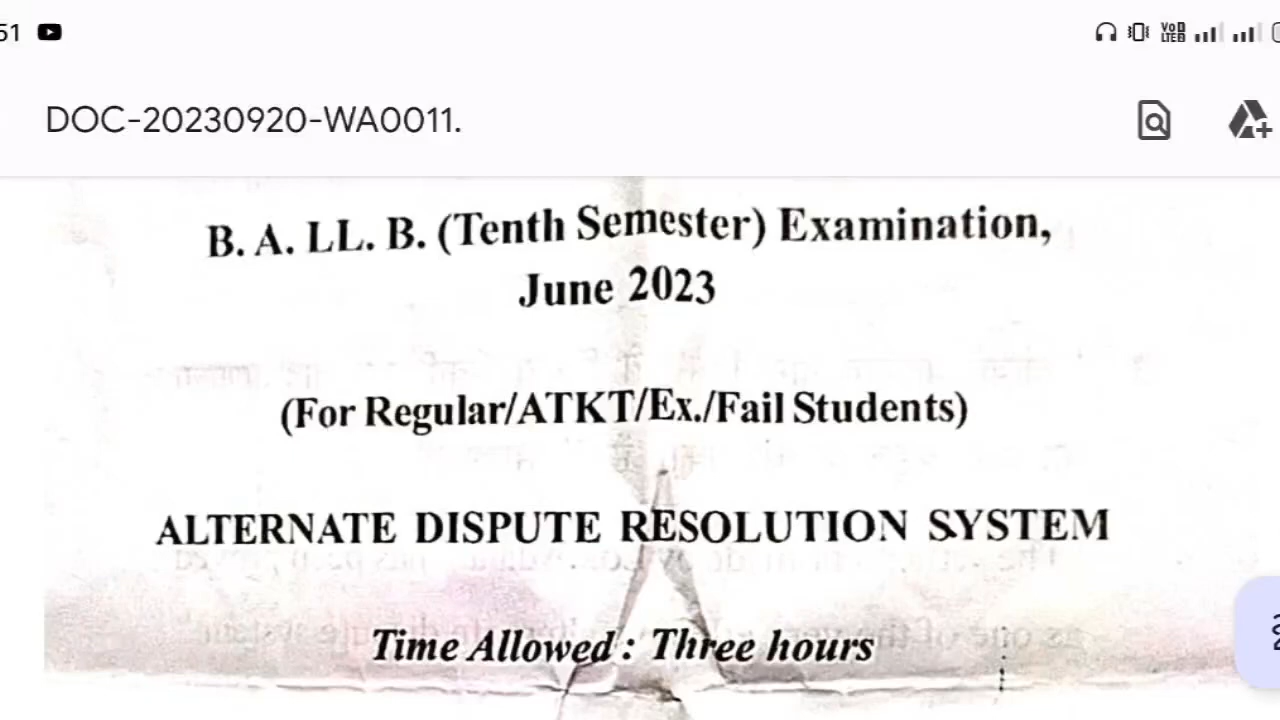 51
DOC-20230920-WA0011.
B. A. LL. B. (Tenth Semester) Examination,
June 2023
(For Regular/ATKT/Ex./Fail Students)
ALTERNATE DISPUTE RESOLUTION SYSTEM
Time Allowed : Three hours